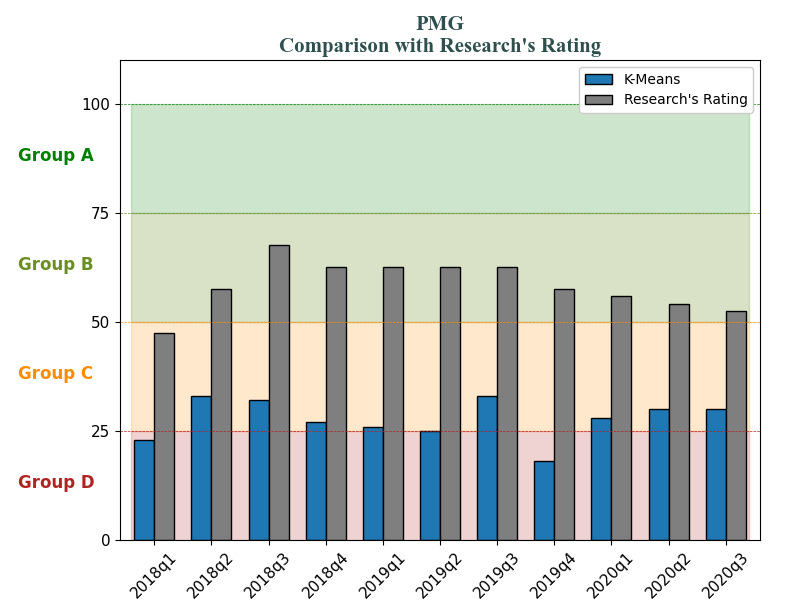 PMG
Comparison with Research's Rating
K-Means
Research's Rating
100
Group A
75
Group B
50
Group C
25
Group D
0
2018q1 2018q2 2018q3 2018q4 2019q1 2019q2 2019q3 2019q4 2020q1 2020q2 2020q3